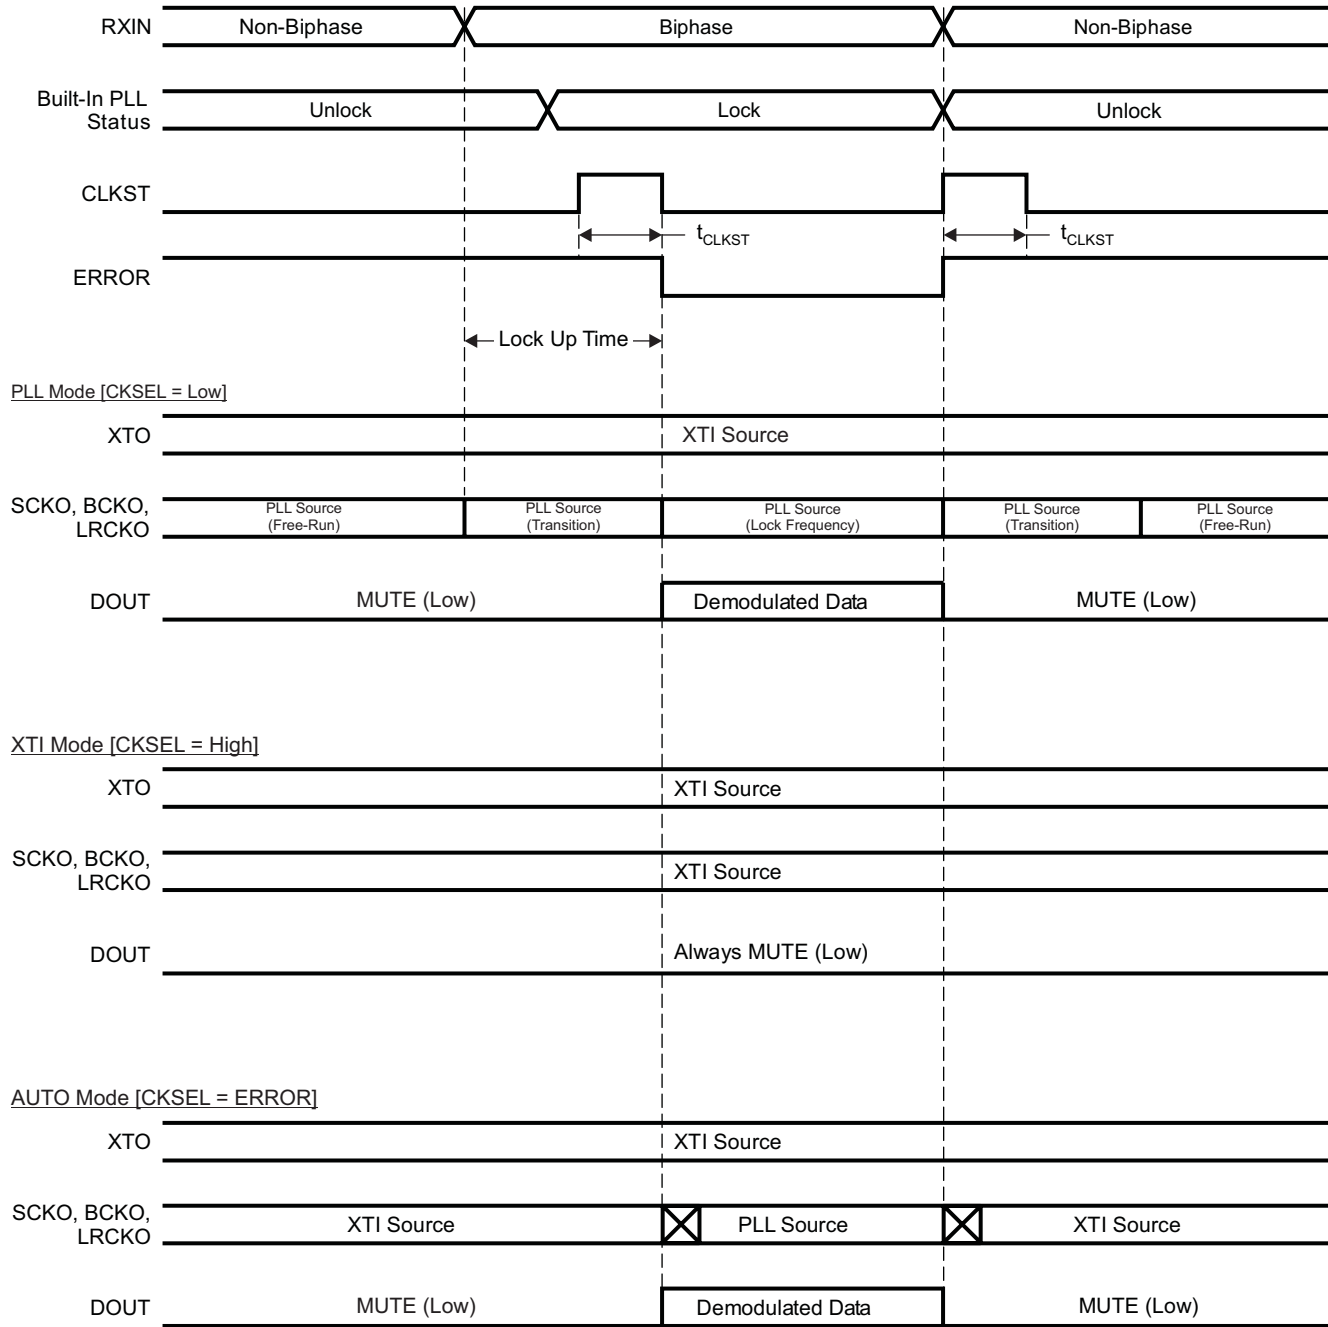 RXIN Non-Biphase Biphase Non-Biphase
Built-In PLL
Status Unlock Lock Unlock
CLKST
tCLKST tCLKST
ERROR
Lock Up Time
PLL Mode [CKSEL = Low]
XTO XTI Source
SCKO, BCKO,
LRCKO
PLL Source
(Free-Run)
PLL Source
(Transition)
PLL Source
(Lock Frequency)
PLL Source
(Transition)
PLL Source
(Free-Run)
DOUT MUTE (Low) Demodulated Data MUTE (Low)
XTI Mode [CKSEL = High]
XTO XTI Source
SCKO, BCKO,
LRCKO
XTI Source
DOUT Always MUTE (Low)
AUTO Mode [CKSEL = ERROR]
XTO XTI Source
SCKO, BCKO,
LRCKO
XTI Source PLL Source XTI Source
DOUT MUTE (Low) Demodulated Data MUTE (Low)